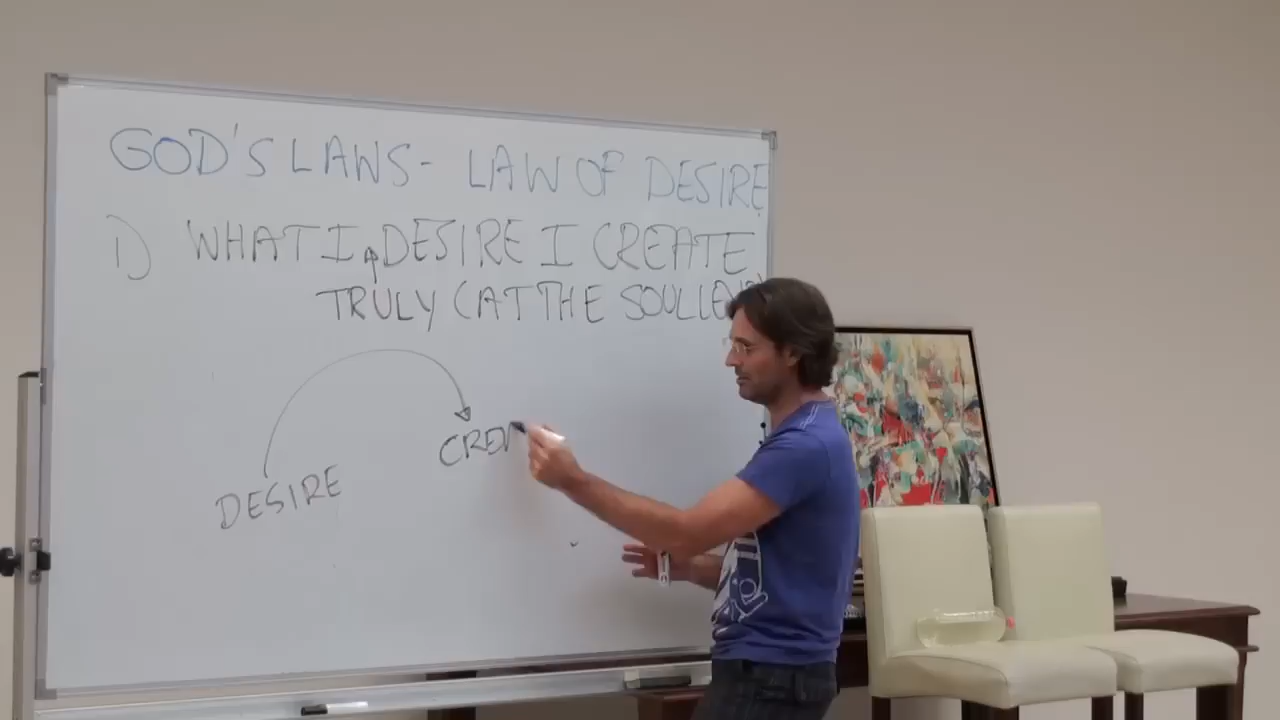 GOD'S LAWS - LAW OF DESIRE
1) WHAT I DESIRE I CREATE
TRULY (AT THE SOUL
DESIRE